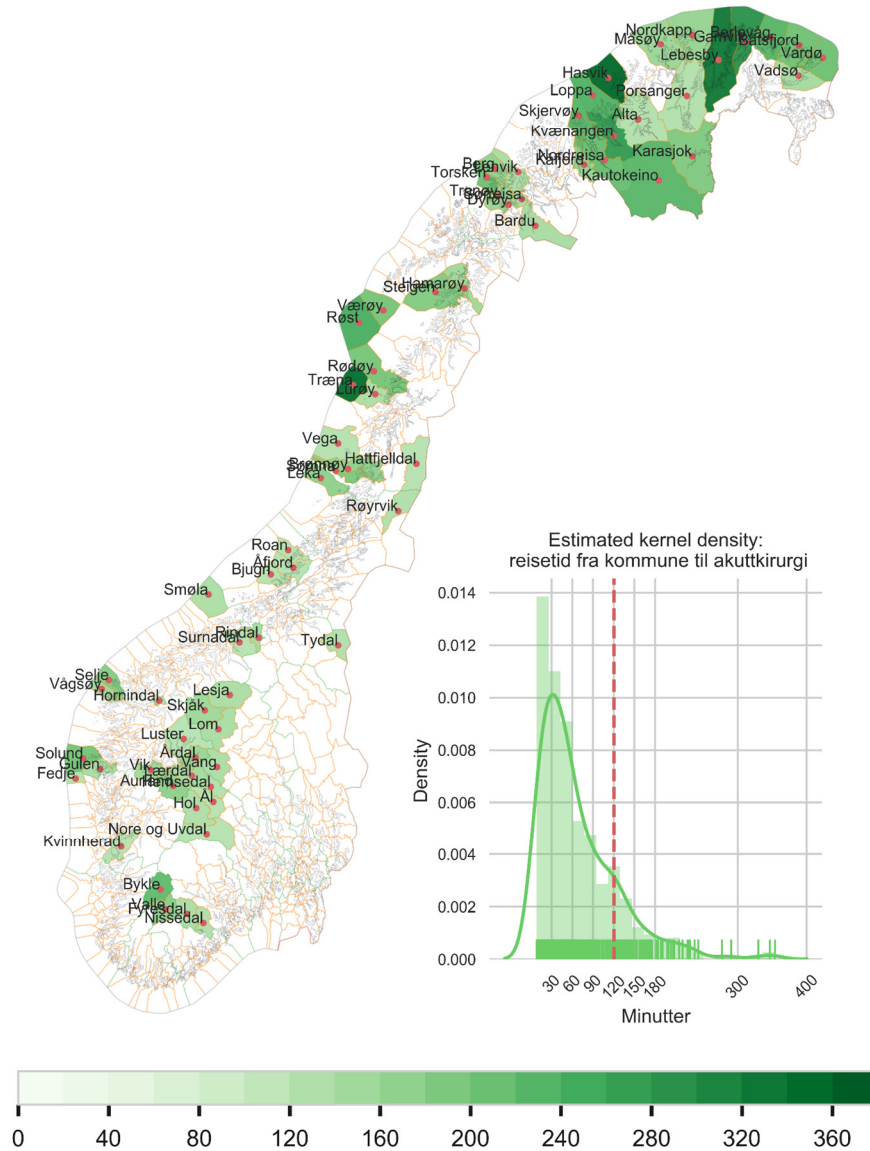 Nordkapp
Gamvik
Berlevåg
Båtsfjord
Måsøy
Lebesby
Vardø
Vadsø
Hasvik
Loppa
Porsanger
Skjervøy
Alta
Kvænangen
Nordreisa
Kåfjord
Karasjok
Kautokeino
Berg
Lenvik
Torsken
Tranøy
Sørreisa
Dyrøy
Bardu
Hamarøy
Steigen
Værøy
Røst
Rødøy
Træna
Lurøy
Vega
Brønnøy
Hattfjelldal
Sømna
Leka
Røyrvik
Roan
Åfjord
Bjugn
Smøla
Rindal
Surnadal
Tydal
Selje
Vågsøy
Hornindal
Lesja
Skjåk
Lom
Luster
Årdal
Solund
Gulen
Vik
Lærdal
Vang
Fedje
Aurland
Hemsedal
Ål
Hol
Nore og Uvdal
Kvinnherad
Bykle
Valle
Fyresdal
Nissedal
Estimated kernel density:
reisetid fra kommune til akuttkirurgi
0.014
0.012
0.010
0.008
0.006
0.004
0.002
0.000
Density
30 60 90 120 150 180 300 400
Minutter
0 40 80 120 160 200 240 280 320 360